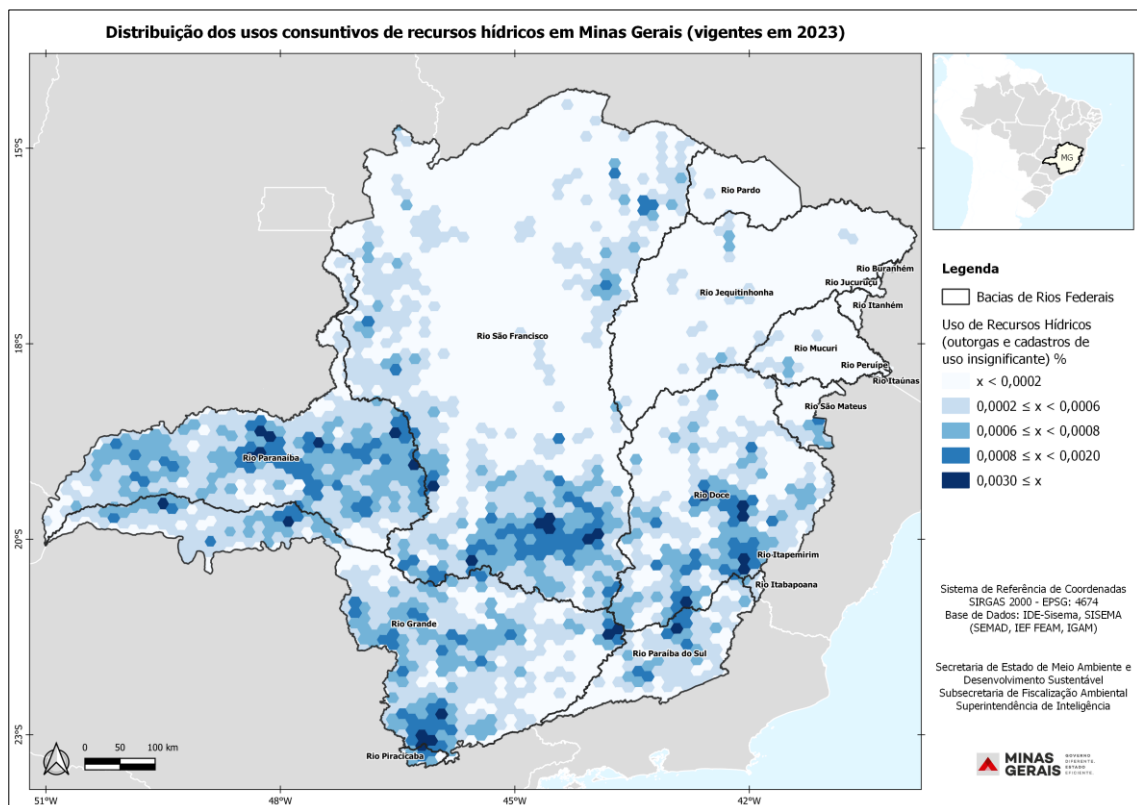 Distribuição dos usos consuntivos de recursos hídricos em Minas Gerais (vigentes em 2023)
15°S
18°S
20°S
23°S
51°W
48°W
45°W
42°W
Rio Pardo
Rio Buranhém
Rio Jucuruçu
Rio Jequitinhonha
Rio Itanhém
Rio São Francisco
Rio Mucuri
Rio Peruípe
Rio Itaúnas
Rio São Mateus
Rio Paranaíba
Rio Doce
Rio Itapemirim
Rio Itabapoana
Rio Grande
Rio Paraíba do Sul
Rio Piracicaba
0 50 100 km
MG
Legenda
Bacias de Rios Federais
Uso de Recursos Hídricos
(outorgas e cadastros de
uso insignificante) %
x < 0,0002
0,0002 ≤ x < 0,0006
0,0006 ≤ x < 0,0008
0,0008 ≤ x < 0,0020
0,0030 ≤ x
Sistema de Referência de Coordenadas
SIRGAS 2000 - EPSG: 4674
Base de Dados: IDE-Sisema, SISEMA
(SEMAD, IEF FEAM, IGAM)
Secretaria de Estado de Meio Ambiente e
Desenvolvimento Sustentável
Subsecretaria de Fiscalização Ambiental
Superintendência de Inteligência
MINAS
GERAIS
GOVERNO
DIFERENTE.
ESTADO
EFICIENTE.